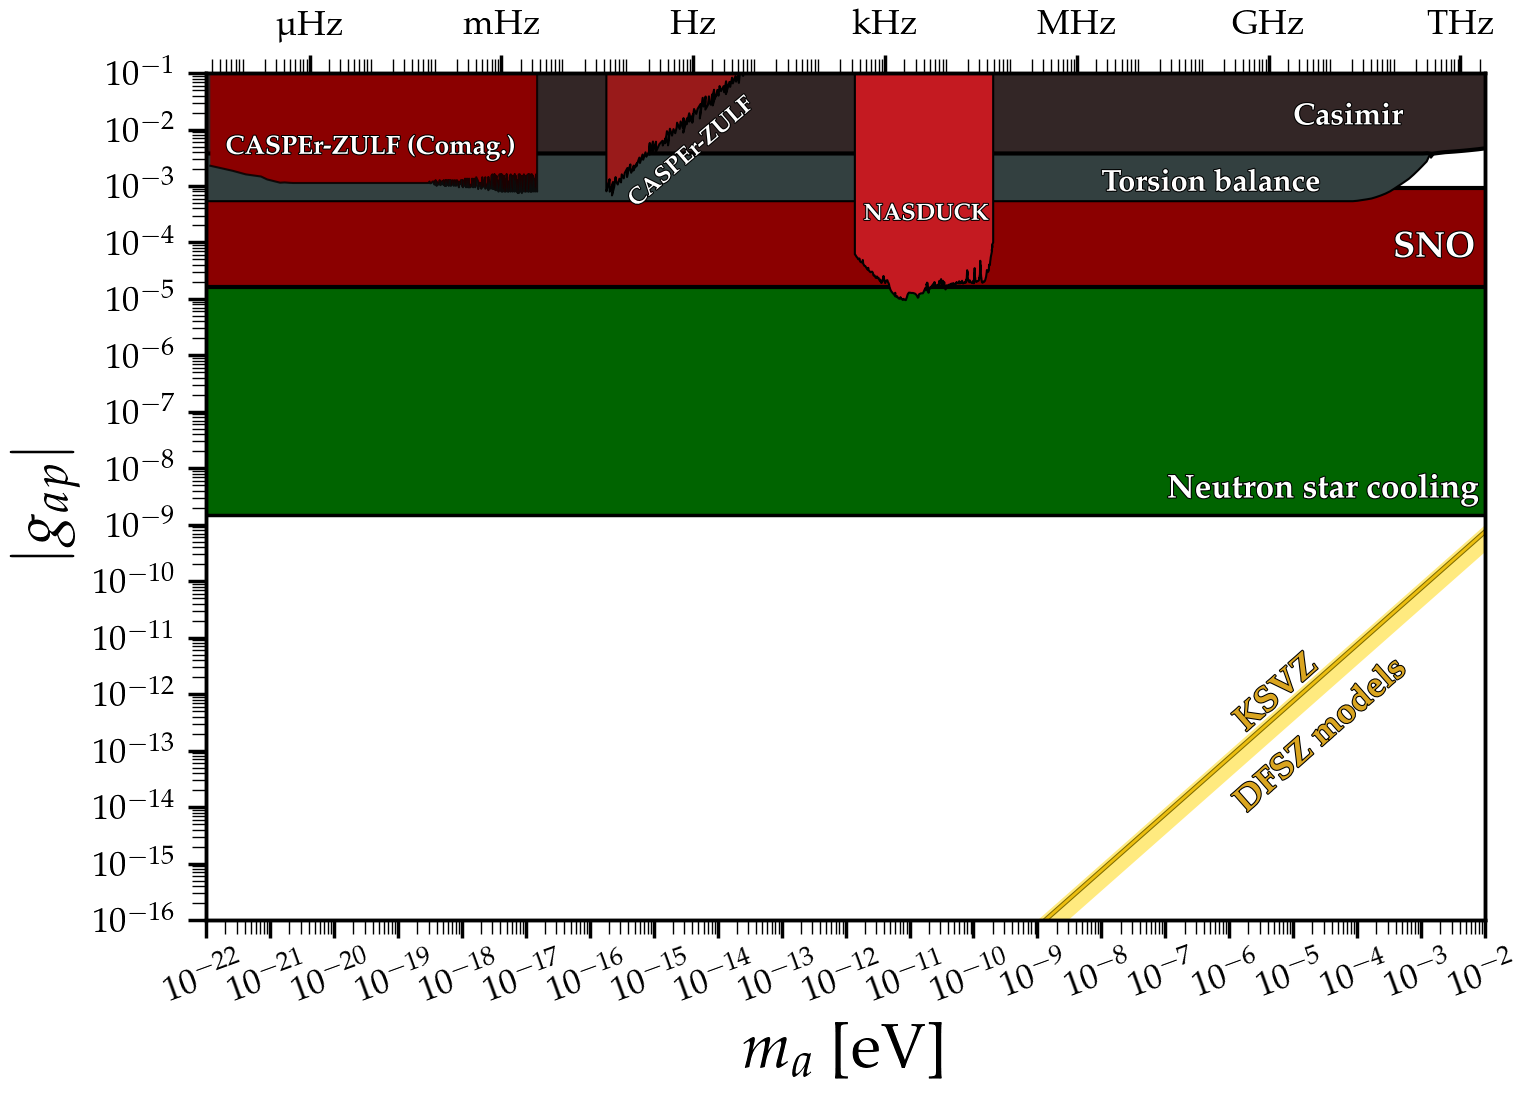 µHz mHz Hz kHz MHz GHz THz
10⁻¹
10⁻²
10⁻³
10⁻⁴
10⁻⁵
10⁻⁶
10⁻⁷
10⁻⁸
10⁻⁹
10⁻¹⁰
10⁻¹¹
10⁻¹²
10⁻¹³
10⁻¹⁴
10⁻¹⁵
10⁻¹⁶
|g_ap|
CASPEr-ZULF (Comag.)
CASPEr-ZULF
Casimir
Torsion balance
NASDUCK
SNO
Neutron star cooling
KSVZ
DFSZ models
10⁻²² 10⁻²¹ 10⁻²⁰ 10⁻¹⁹ 10⁻¹⁸ 10⁻¹⁷ 10⁻¹⁶ 10⁻¹⁵ 10⁻¹⁴ 10⁻¹³ 10⁻¹² 10⁻¹¹ 10⁻¹⁰ 10⁻⁹ 10⁻⁸ 10⁻⁷ 10⁻⁶ 10⁻⁵ 10⁻⁴ 10⁻³ 10⁻²
m_a [eV]